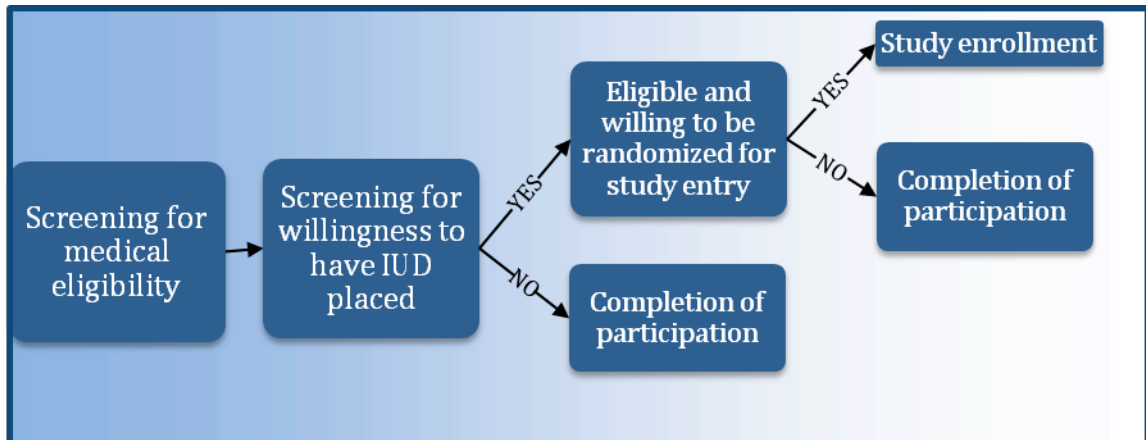 Screening for
medical
eligibility
Screening for
willingness to
have IUD
placed
YES
NO
Eligible and
willing to be
randomized for
study entry
Completion of
participation
YES
NO
Study enrollment
Completion of
participation